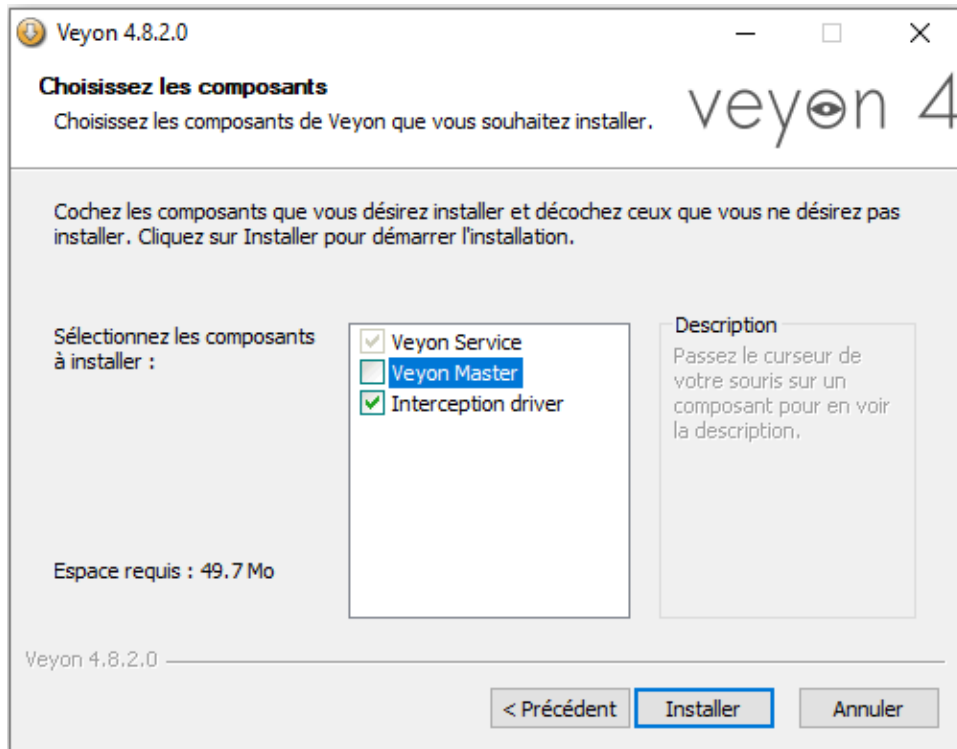 Veyon 4.8.2.0
Choisissez les composants
Choisissez les composants de Veyon que vous souhaitez installer.
veyon 4
Cochez les composants que vous désirez installer et décochez ceux que vous ne désirez pas
installer. Cliquez sur Installer pour démarrer l'installation.
Sélectionnez les composants
à installer :
Veyon Service
Veyon Master
Interception driver
Description
Passez le curseur de
votre souris sur un
composant pour en voir
la description.
Espace requis : 49.7 Mo
Veyon 4.8.2.0
< Précédent
Installer
Annuler